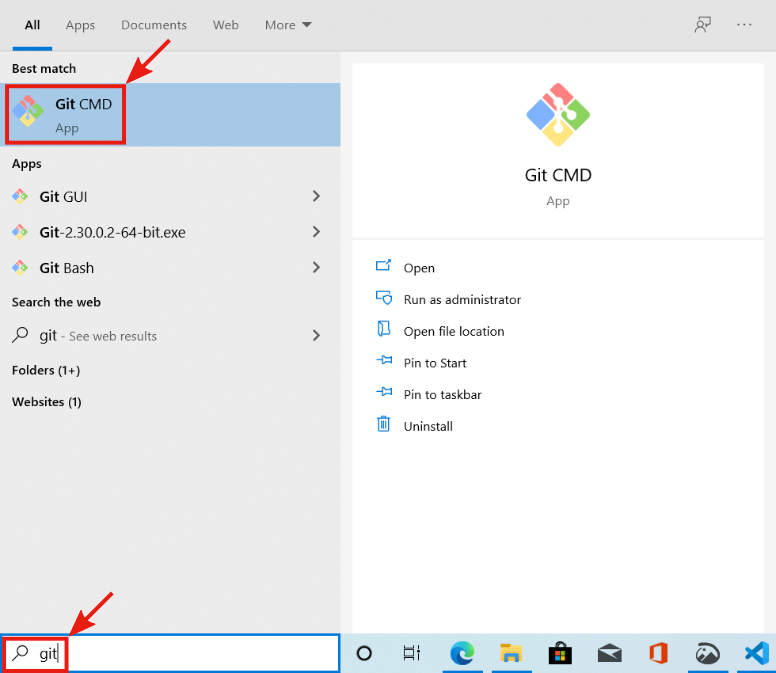 All Apps Documents Web More
Best match
Git CMD
App
Apps
Git GUI
Git-2.30.0.2-64-bit.exe
Git Bash
Search the web
git - See web results
Folders (1+)
Websites (1)
Git CMD
App
Open
Run as administrator
Open file location
Pin to Start
Pin to taskbar
Uninstall
git